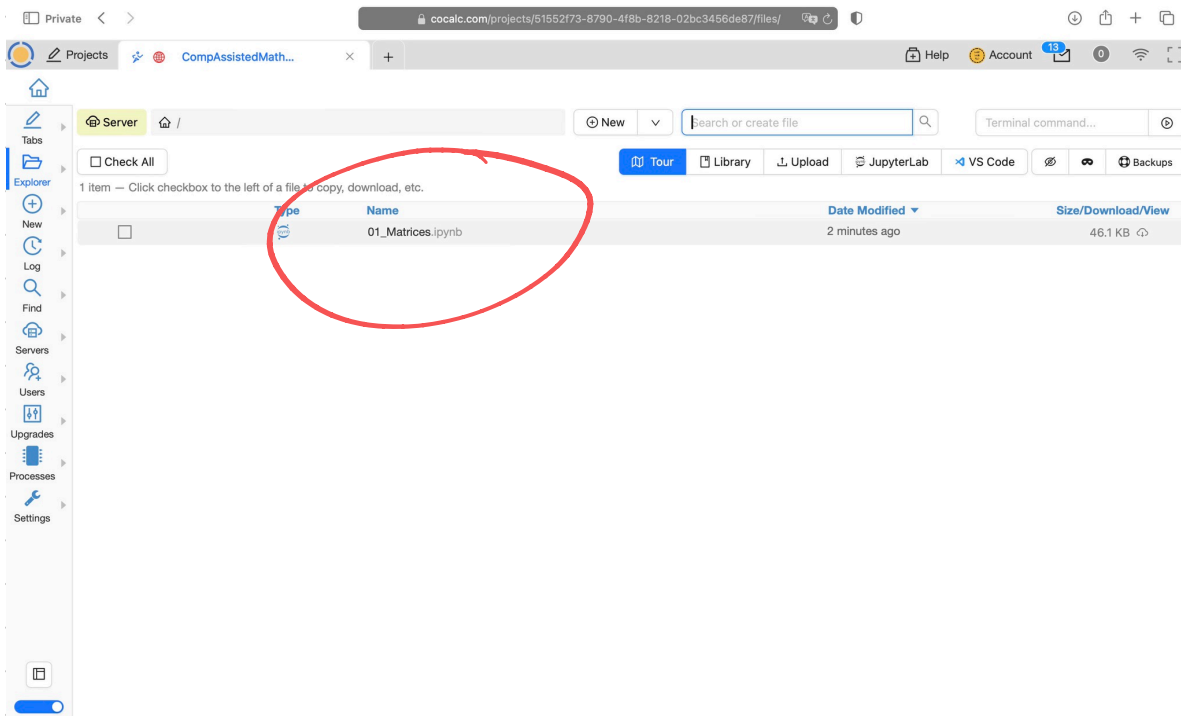 Private cocalc.com/projects/51552f73-8790-4f8b-8218-02bc3456de87/files/
Projects CompAssistedMath... Help Account 13 0
Server / New Search or create file Terminal command...
Tabs
Check All Tour Library Upload JupyterLab VS Code Backups
Explorer
1 item — Click checkbox to the left of a file to copy, download, etc.
Type Name Date Modified Size/Download/View
New
01_Matrices.ipynb 2 minutes ago 46.1 KB
Log
Find
Servers
Users
Upgrades
Processes
Settings